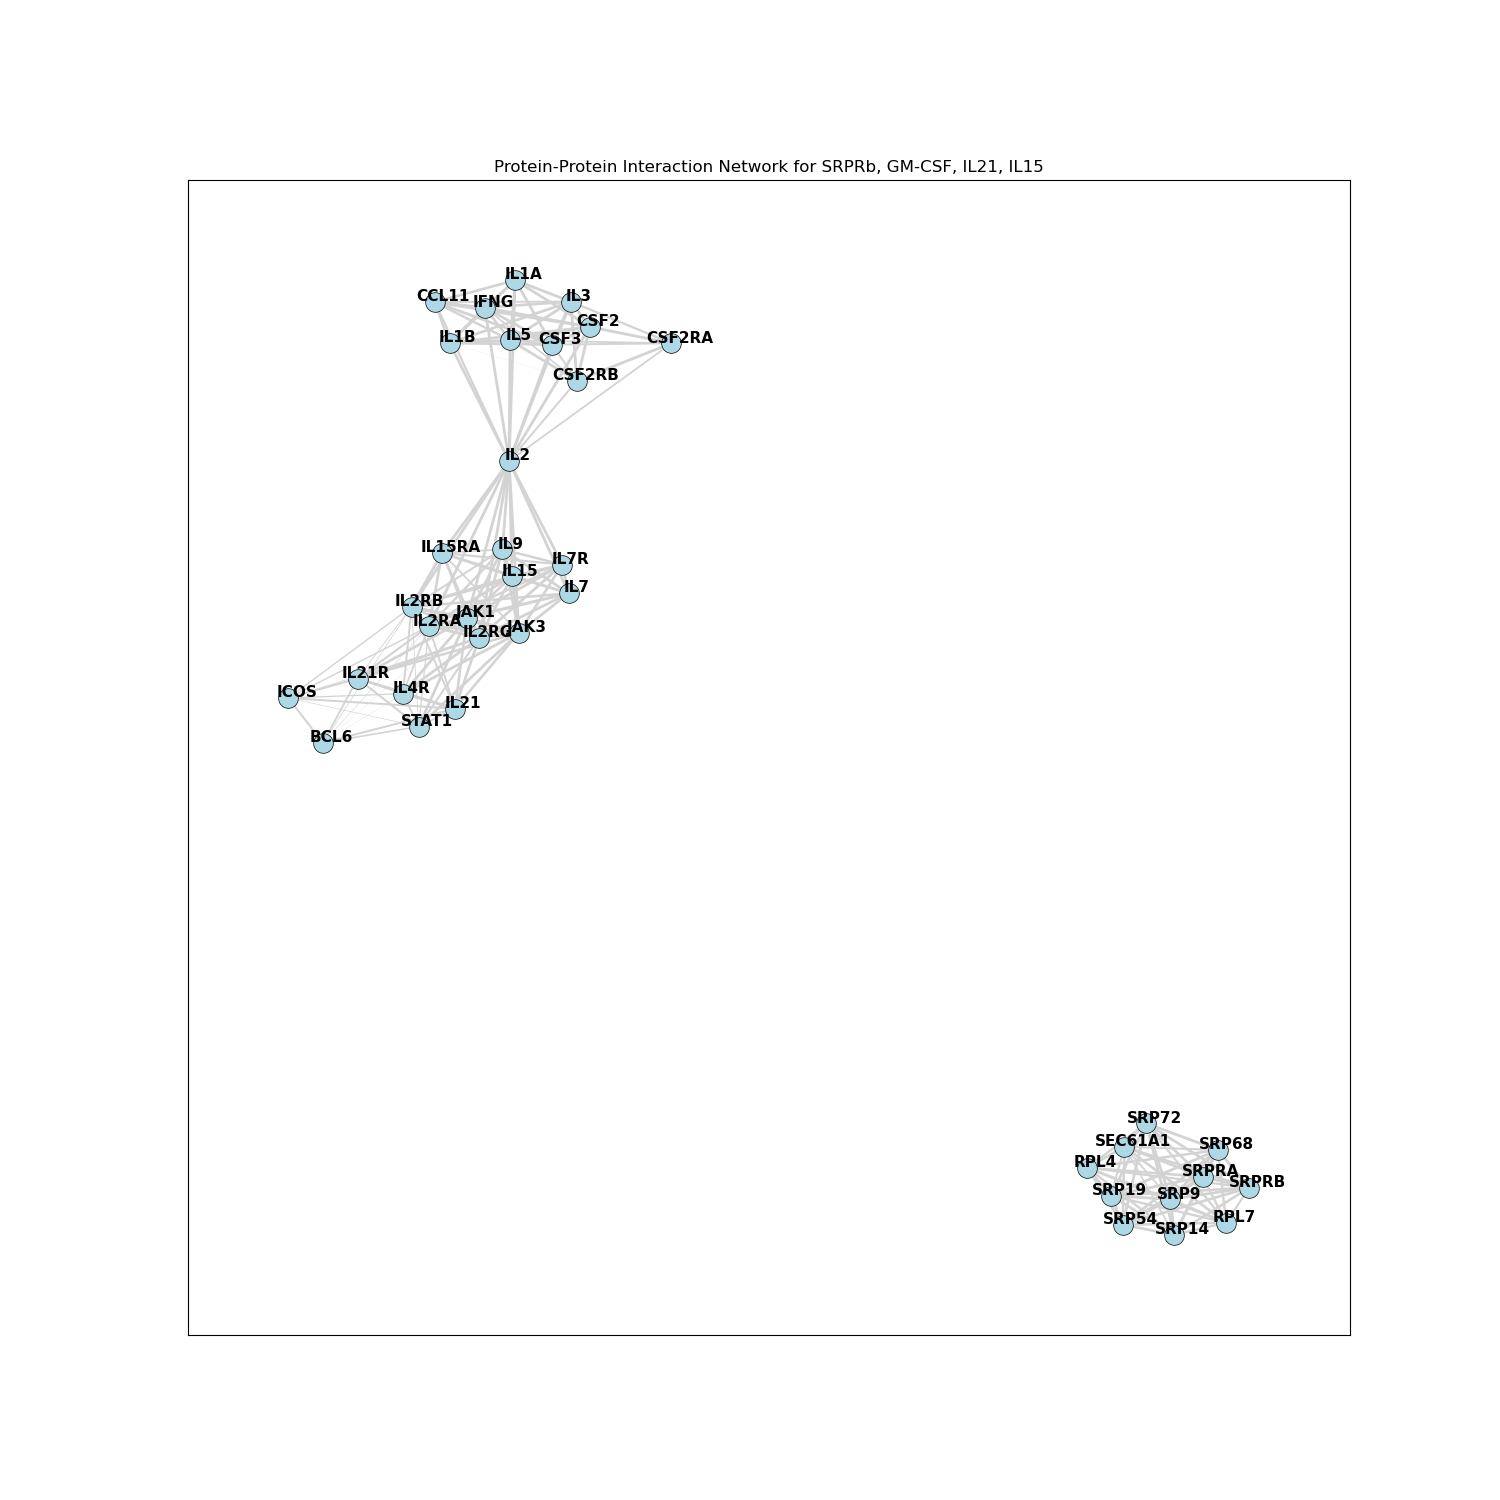 Protein-Protein Interaction Network for SRPRb, GM-CSF, IL21, IL15
IL1A
CCL11
IFNG
IL3
CSF2
IL1B
IL5
CSF3
CSF2RA
CSF2RB
IL2
IL15RA
IL9
IL7R
IL15
IL7
IL2RB
JAK1
IL2RA
IL2RG
JAK3
IL21R
IL4R
ICOS
IL21
STAT1
BCL6
SRP72
SEC61A1
SRP68
RPL4
SRPRA
SRPRB
SRP19
SRP9
SRP54
SRP14
RPL7